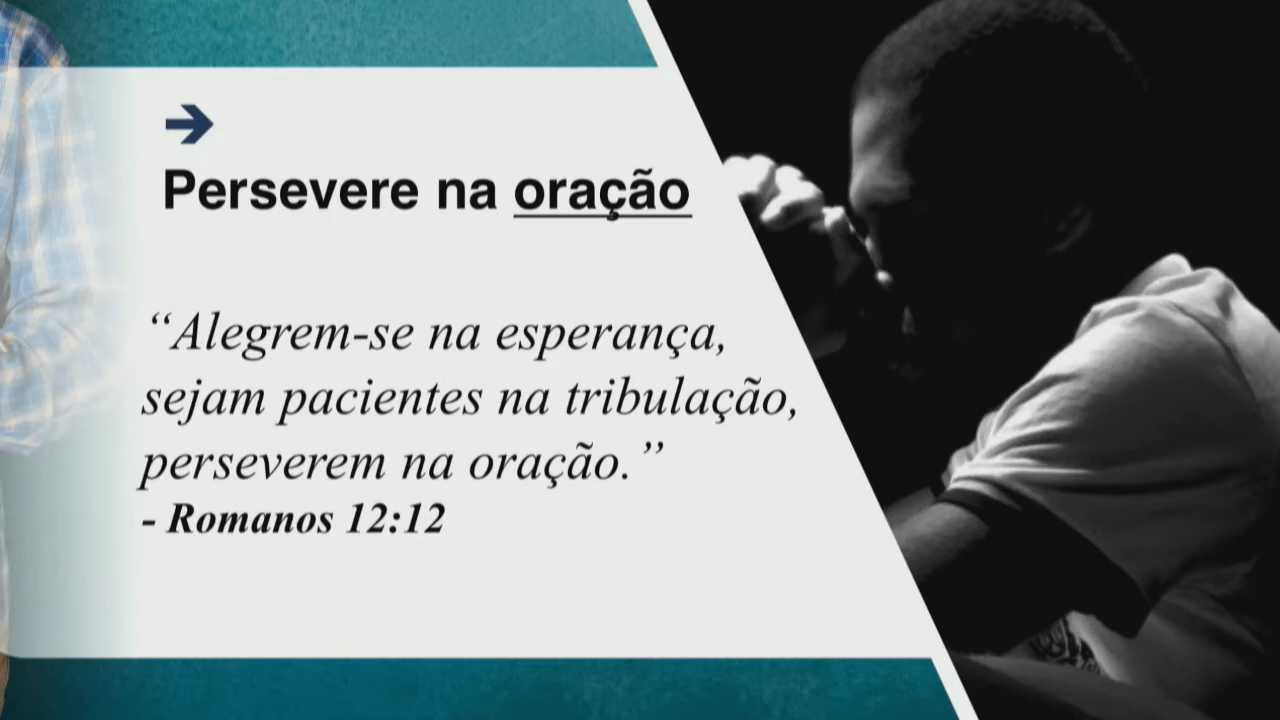 Persevere na oração
“Alegrem-se na esperança,
sejam pacientes na tribulação,
perseverem na oração.”
- Romanos 12:12